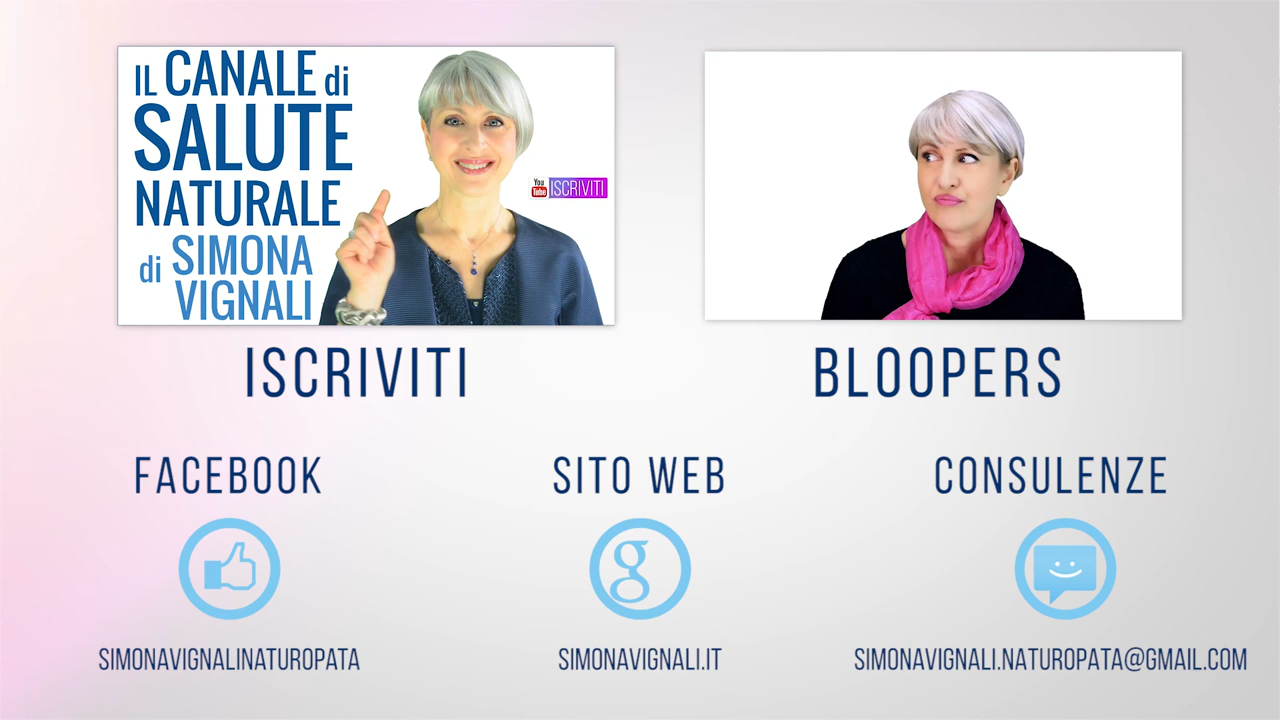 IL CANALE di
SALUTE
NATURALE
di SIMONA
VIGNALI
You
Tube ISCRIVITI
ISCRIVITI
BLOOPERS
FACEBOOK
SITO WEB
CONSULENZE
g
SIMONAVIGNALINATUROPATA
SIMONAVIGNALI.IT
SIMONAVIGNALI.NATUROPATA@GMAIL.COM